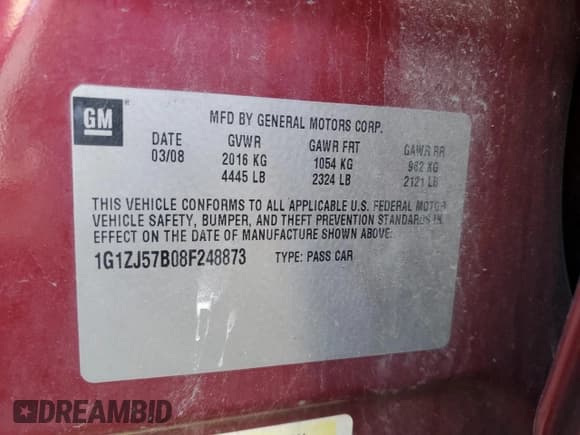 GM
MFD BY GENERAL MOTORS CORP.
DATE GVWR GAWR FRT GAWR RR
03/08 2016 KG 1054 KG 962 KG
4445 LB 2324 LB 2121 LB
THIS VEHICLE CONFORMS TO ALL APPLICABLE U.S. FEDERAL MOTOR
VEHICLE SAFETY, BUMPER, AND THEFT PREVENTION STANDARDS IN
EFFECT ON THE DATE OF MANUFACTURE SHOWN ABOVE.
1G1ZJ57B08F248873 TYPE: PASS CAR
DREAMBID